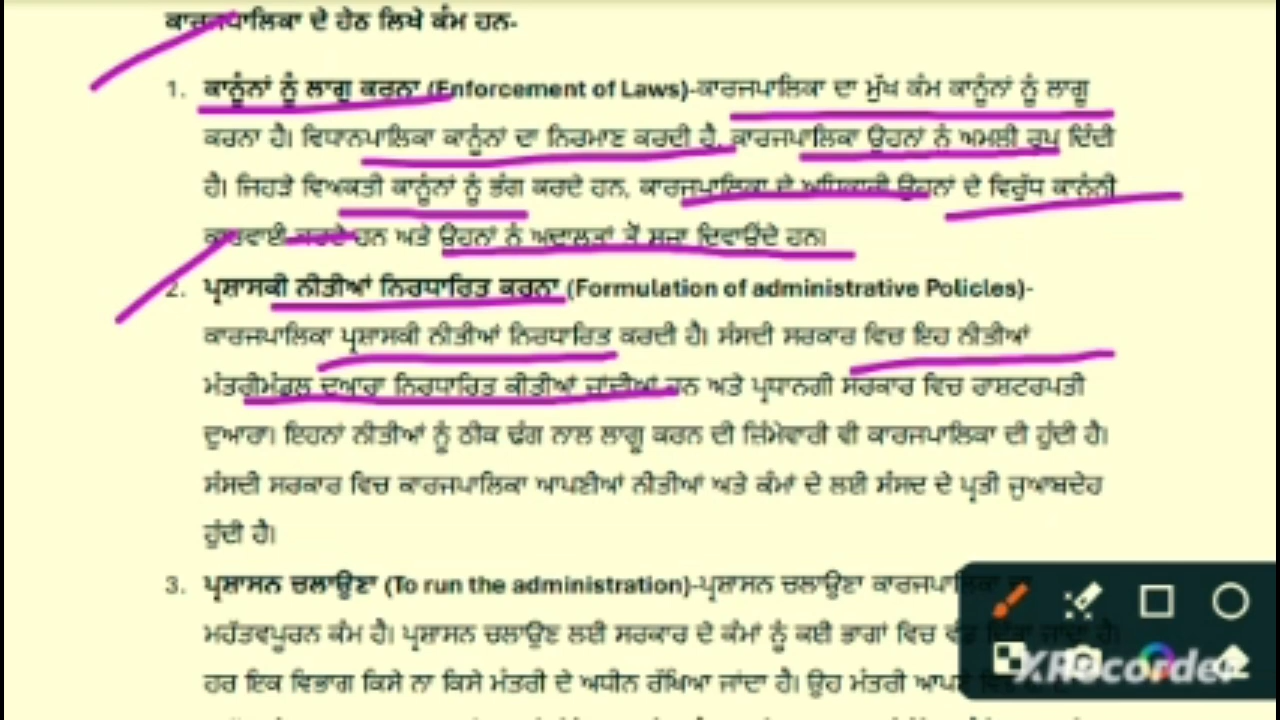 ਕਾਰਜਪਾਲਿਕਾ ਦੇ ਹੇਠ ਲਿਖੇ ਕੰਮ ਹਨ-
1. ਕਾਨੂੰਨਾਂ ਨੂੰ ਲਾਗੂ ਕਰਨਾ (Enforcement of Laws)-ਕਾਰਜਪਾਲਿਕਾ ਦਾ ਮੁੱਖ ਕੰਮ ਕਾਨੂੰਨਾਂ ਨੂੰ ਲਾਗੂ
ਕਰਨਾ ਹੈ। ਵਿਧਾਨਪਾਲਿਕਾ ਕਾਨੂੰਨਾਂ ਦਾ ਨਿਰਮਾਣ ਕਰਦੀ ਹੈ, ਕਾਰਜਪਾਲਿਕਾ ਉਹਨਾਂ ਨੂੰ ਅਮਲੀ ਰੂਪ ਦਿੰਦੀ
ਹੈ। ਜਿਹੜੇ ਵਿਅਕਤੀ ਕਾਨੂੰਨਾਂ ਨੂੰ ਭੰਗ ਕਰਦੇ ਹਨ, ਕਾਰਜਪਾਲਿਕਾ ਦੇ ਅਧਿਕਾਰੀ ਉਹਨਾਂ ਦੇ ਵਿਰੁੱਧ ਕਾਨੂੰਨੀ
ਕਾਰਵਾਈ ਕਰਦੇ ਹਨ ਅਤੇ ਉਹਨਾਂ ਨੂੰ ਅਦਾਲਤਾਂ ਤੋਂ ਸਜ਼ਾ ਦਿਵਾਉਂਦੇ ਹਨ।
2. ਪ੍ਰਸ਼ਾਸਕੀ ਨੀਤੀਆਂ ਨਿਰਧਾਰਿਤ ਕਰਨਾ (Formulation of administrative Policles)-
ਕਾਰਜਪਾਲਿਕਾ ਪ੍ਰਸ਼ਾਸਕੀ ਨੀਤੀਆਂ ਨਿਰਧਾਰਿਤ ਕਰਦੀ ਹੈ। ਸੰਸਦੀ ਸਰਕਾਰ ਵਿਚ ਇਹ ਨੀਤੀਆਂ
ਮੰਤਰੀਮੰਡਲ ਦੁਆਰਾ ਨਿਰਧਾਰਿਤ ਕੀਤੀਆਂ ਜਾਂਦੀਆਂ ਹਨ ਅਤੇ ਪ੍ਰਧਾਨਗੀ ਸਰਕਾਰ ਵਿਚ ਰਾਸ਼ਟਰਪਤੀ
ਦੁਆਰਾ। ਇਹਨਾਂ ਨੀਤੀਆਂ ਨੂੰ ਠੀਕ ਢੰਗ ਨਾਲ ਲਾਗੂ ਕਰਨ ਦੀ ਜ਼ਿੰਮੇਵਾਰੀ ਵੀ ਕਾਰਜਪਾਲਿਕਾ ਦੀ ਹੁੰਦੀ ਹੈ।
ਸੰਸਦੀ ਸਰਕਾਰ ਵਿਚ ਕਾਰਜਪਾਲਿਕਾ ਆਪਣੀਆਂ ਨੀਤੀਆਂ ਅਤੇ ਕੰਮਾਂ ਦੇ ਲਈ ਸੰਸਦ ਦੇ ਪ੍ਰਤੀ ਜੁਆਬਦੇਹ
ਹੁੰਦੀ ਹੈ।
3. ਪ੍ਰਸ਼ਾਸਨ ਚਲਾਉਣਾ (To run the administration)-ਪ੍ਰਸ਼ਾਸਨ ਚਲਾਉਣਾ ਕਾਰਜਪਾਲਿਕਾ ਦਾ
ਮਹੱਤਵਪੂਰਨ ਕੰਮ ਹੈ। ਪ੍ਰਸ਼ਾਸਨ ਚਲਾਉਣ ਲਈ ਸਰਕਾਰ ਦੇ ਕੰਮਾਂ ਨੂੰ ਕਈ ਭਾਗਾਂ ਵਿਚ ਵੰਡ ਦਿੱਤਾ ਜਾਂਦਾ ਹੈ।
ਹਰ ਇਕ ਵਿਭਾਗ ਕਿਸੇ ਨਾ ਕਿਸੇ ਮੰਤਰੀ ਦੇ ਅਧੀਨ ਰੱਖਿਆ ਜਾਂਦਾ ਹੈ। ਉਹ ਮੰਤਰੀ ਆਪਣੇ
XRecorder